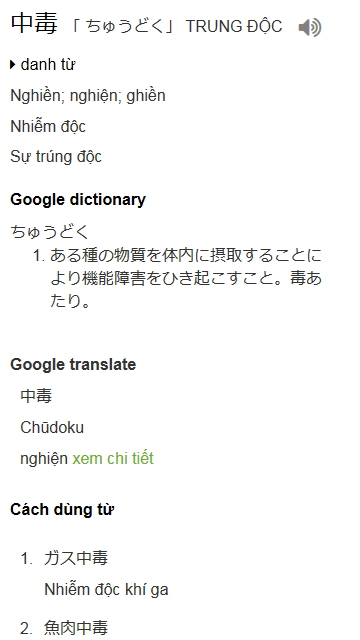 中毒 「 ちゅうどく」 TRUNG ĐỘC
danh từ
Nghiền; nghiện; ghiền
Nhiễm độc
Sự trúng độc
Google dictionary
ちゅうどく
1. ある種の物質を体内に摂取することに
より機能障害をひき起こすこと。毒あ
たり。
Google translate
中毒
Chūdoku
nghiện xem chi tiết
Cách dùng từ
1. ガス中毒
Nhiễm độc khí ga
2. 魚肉中毒